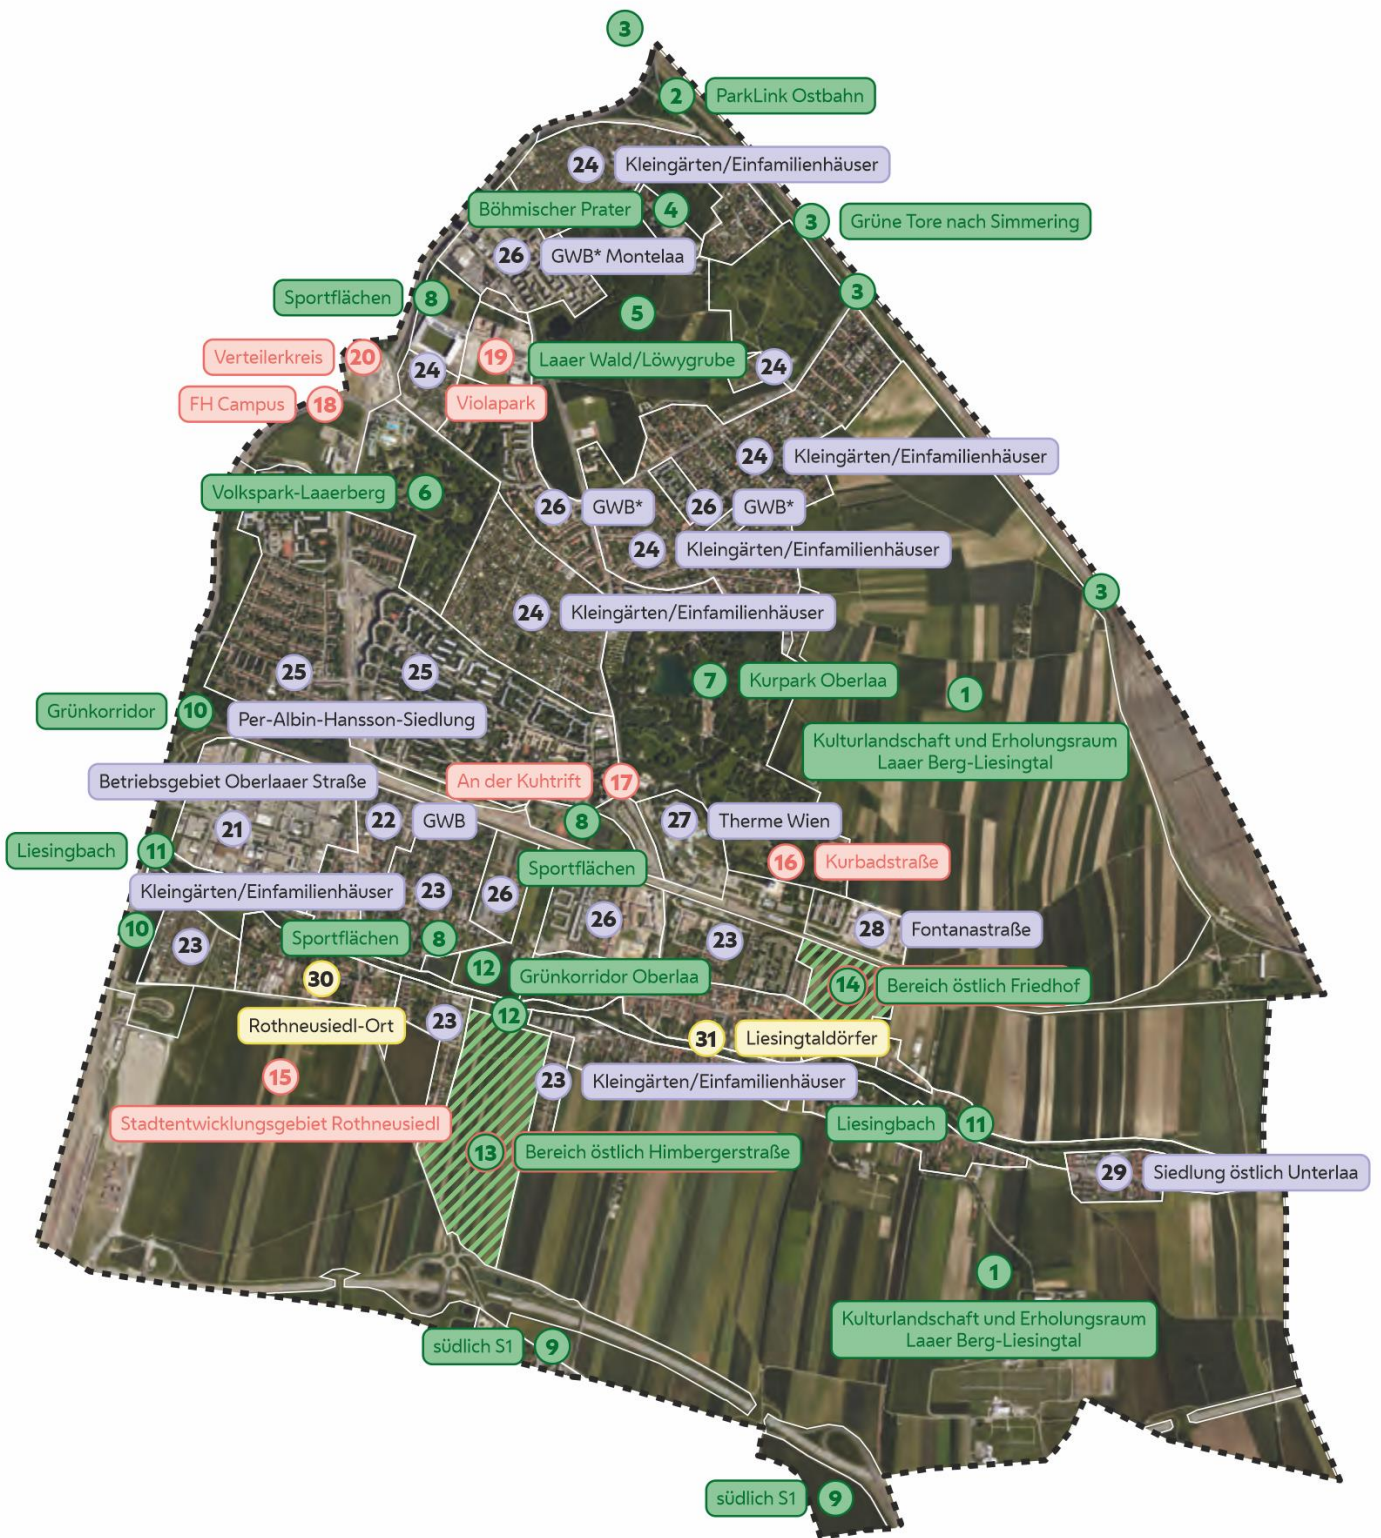 3
2 ParkLink Ostbahn
24 Kleingärten/Einfamilienhäuser
Böhmischer Prater 4
3 Grüne Tore nach Simmering
26 GWB* Montelaa
Sportflächen 8
5
3
Verteilerkreis 20
24
19
Laaer Wald/Löwygrube
24
FH Campus 18
Violapark
24 Kleingärten/Einfamilienhäuser
Volkspark-Laaerberg 6
26 GWB*
26 GWB*
24 Kleingärten/Einfamilienhäuser
3
24 Kleingärten/Einfamilienhäuser
25
25
7 Kurpark Oberlaa
1
Kulturlandschaft und Erholungsraum
Laaer Berg-Liesingtal
Grünkorridor 10
Per-Albin-Hansson-Siedlung
Betriebsgebiet Oberlaaer Straße
An der Kuhtrift 17
21
22 GWB
8
27 Therme Wien
Liesingbach 11
Sportflächen
16 Kurbadstraße
Kleingärten/Einfamilienhäuser 23
26
26
10
23
Sportflächen 8
23
28 Fontanastraße
30
12 Grünkorridor Oberlaa
14 Bereich östlich Friedhof
Rothneusiedl-Ort
23
12
31 Liesingtaldörfer
15
23 Kleingärten/Einfamilienhäuser
Stadtentwicklungsgebiet Rothneusiedl
Liesingbach 11
13 Bereich östlich Himbergerstraße
29 Siedlung östlich Unterlaa
1
Kulturlandschaft und Erholungsraum
Laaer Berg-Liesingtal
südlich S1 9
südlich S1 9